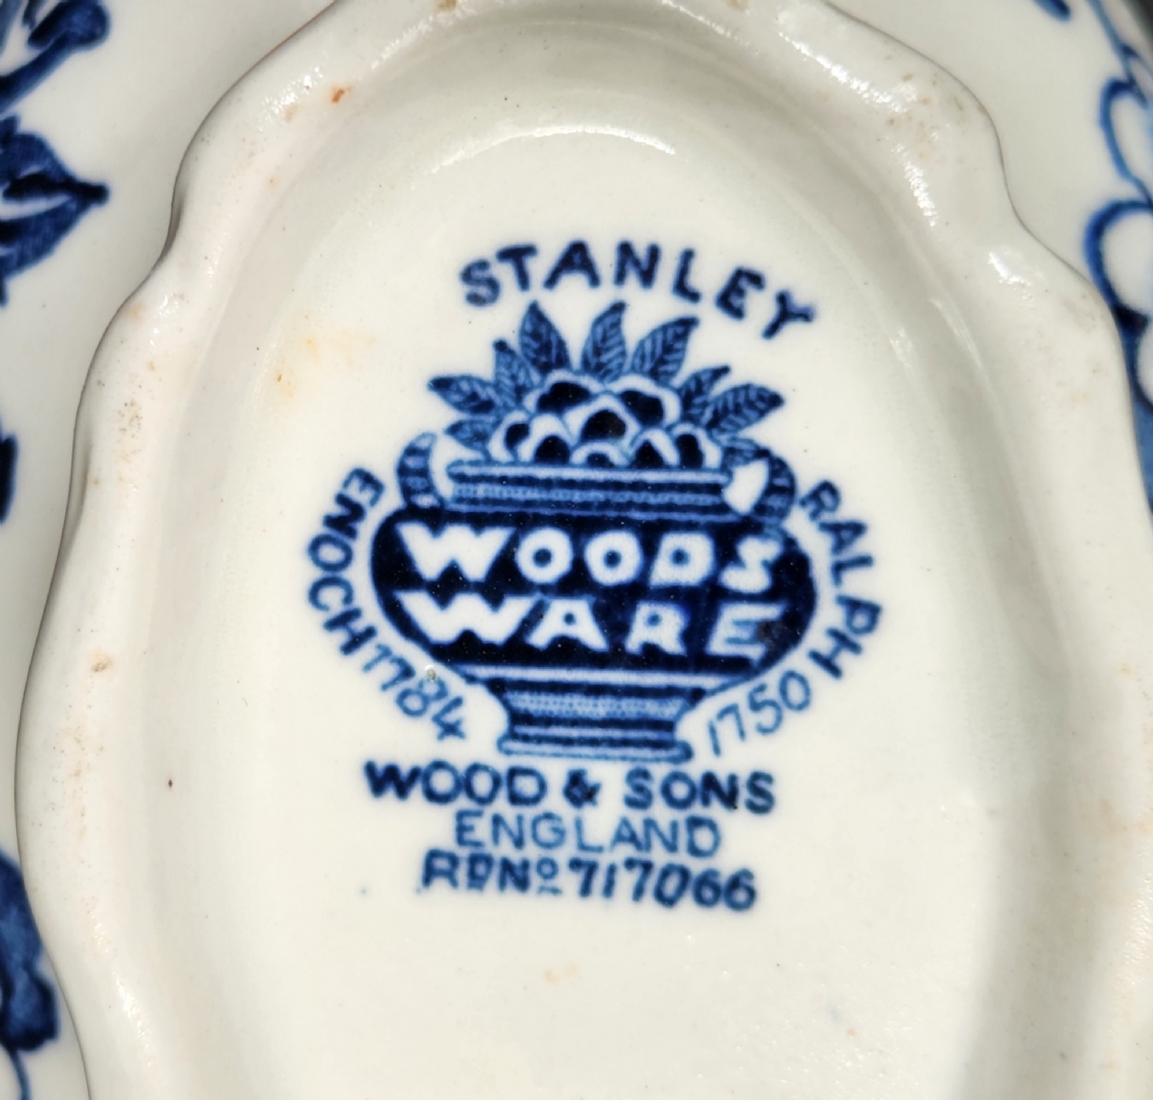 STANLEY
ENOCH 1784
RALPH 1750
WOODS
WARE
WOOD & SONS
ENGLAND
RDNo 717066